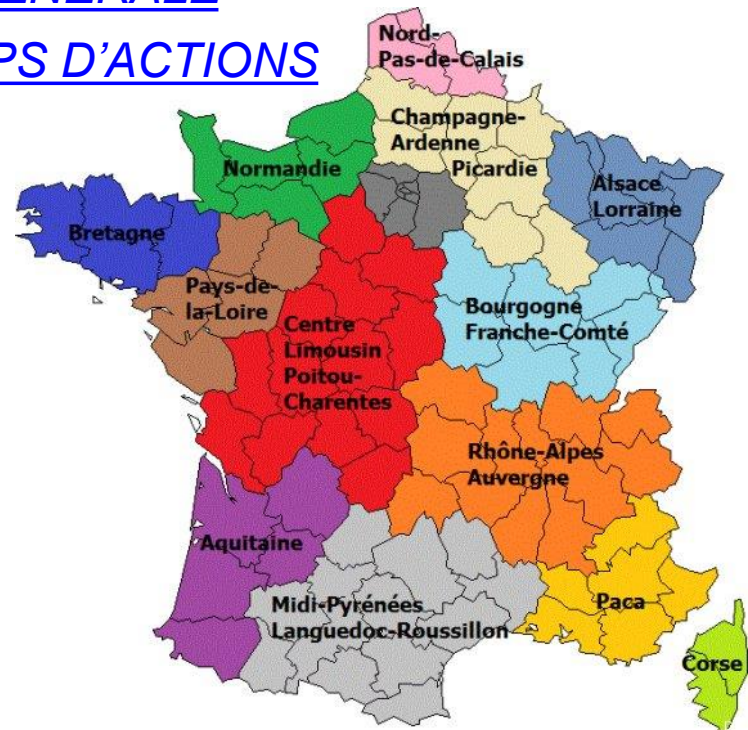 ÉNÉRALE
PS D’ACTIONS
Nord-
Pas-de-Calais
Champagne-
Ardenne
Picardie
Normandie
Alsace
Lorraine
Bretagne
Pays-de-
la-Loire
Centre
Limousin
Poitou-
Charentes
Bourgogne
Franche-Comté
Rhône-Alpes
Auvergne
Aquitaine
Midi-Pyrénées
Languedoc-Roussillon
Paca
Corse